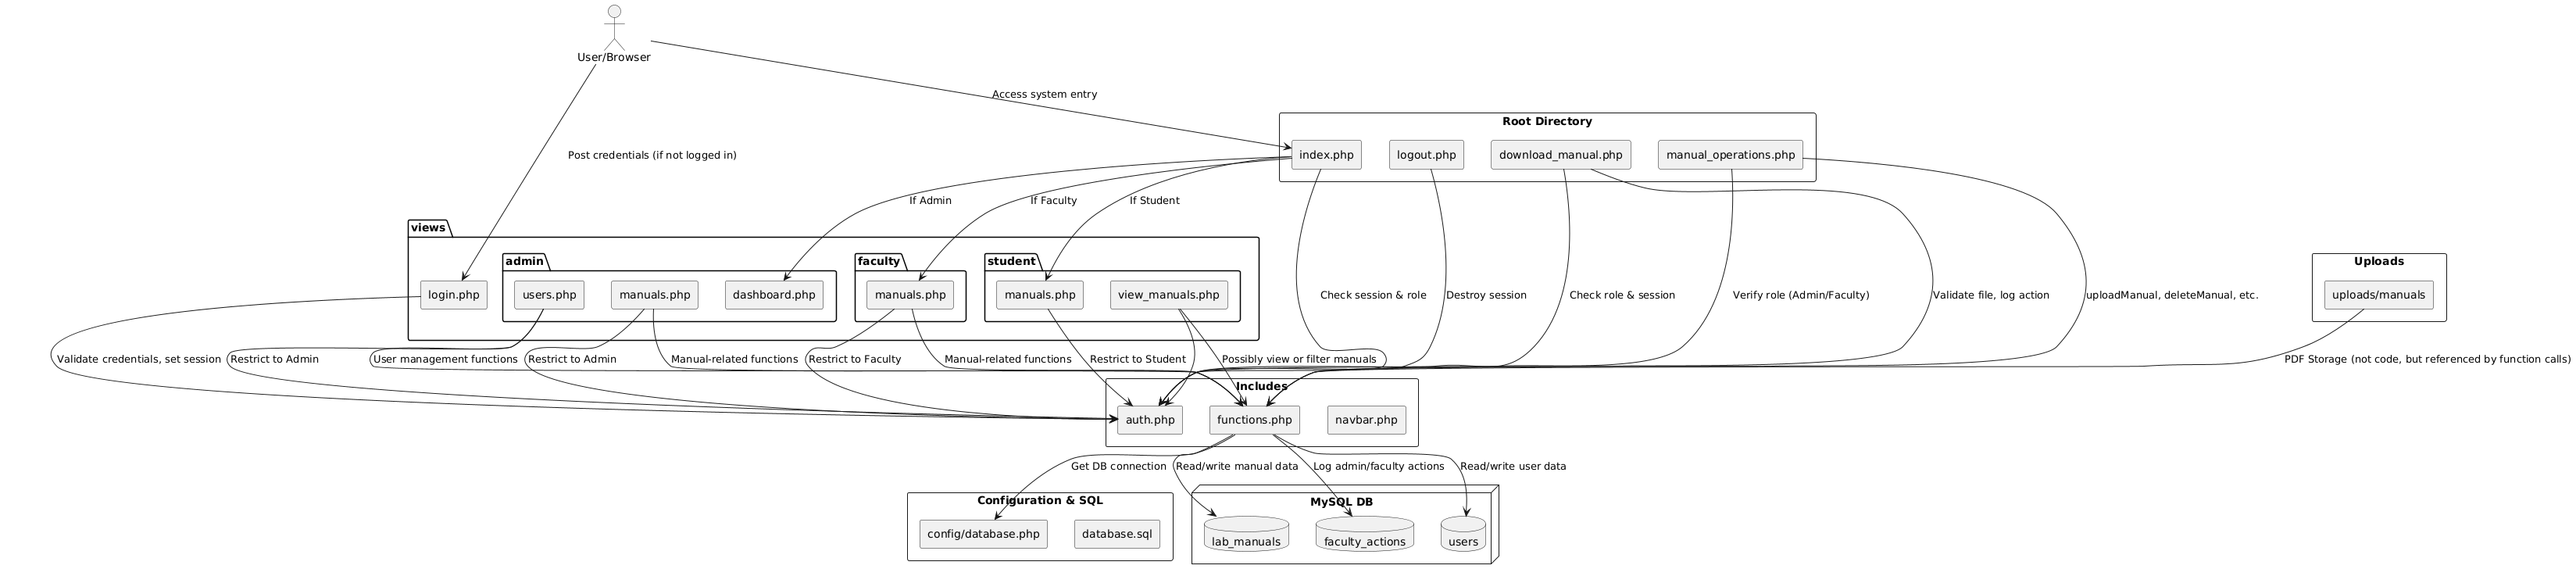 User/Browser
Access system entry
Root Directory
index.php
logout.php
download_manual.php
manual_operations.php
Post credentials (if not logged in)
If Admin
If Faculty
If Student
views
admin
faculty
student
Uploads
login.php
users.php
manuals.php
dashboard.php
manuals.php
manuals.php
view_manuals.php
Check session & role
Destroy session
Check role & session
Verify role (Admin/Faculty)
Validate file, log action
uploadManual, deleteManual, etc.
uploads/manuals
Validate credentials, set session
Restrict to Admin
User management functions
Restrict to Admin
Manual-related functions
Restrict to Faculty
Manual-related functions
Restrict to Student
Possibly view or filter manuals
PDF Storage (not code, but referenced by function calls)
Includes
auth.php
functions.php
navbar.php
Get DB connection
Read/write manual data
Log admin/faculty actions
Read/write user data
Configuration & SQL
MySQL DB
config/database.php
database.sql
lab_manuals
faculty_actions
users